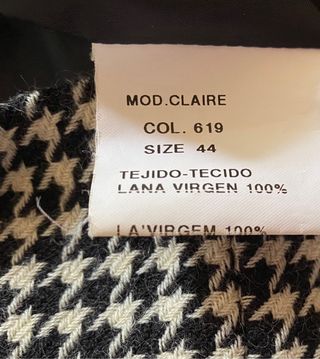 MOD.CLAIRE
COL. 619
SIZE 44
TEJIDO-TECIDO
LANA VIRGEN 100%
LA'VIRGEM 100%